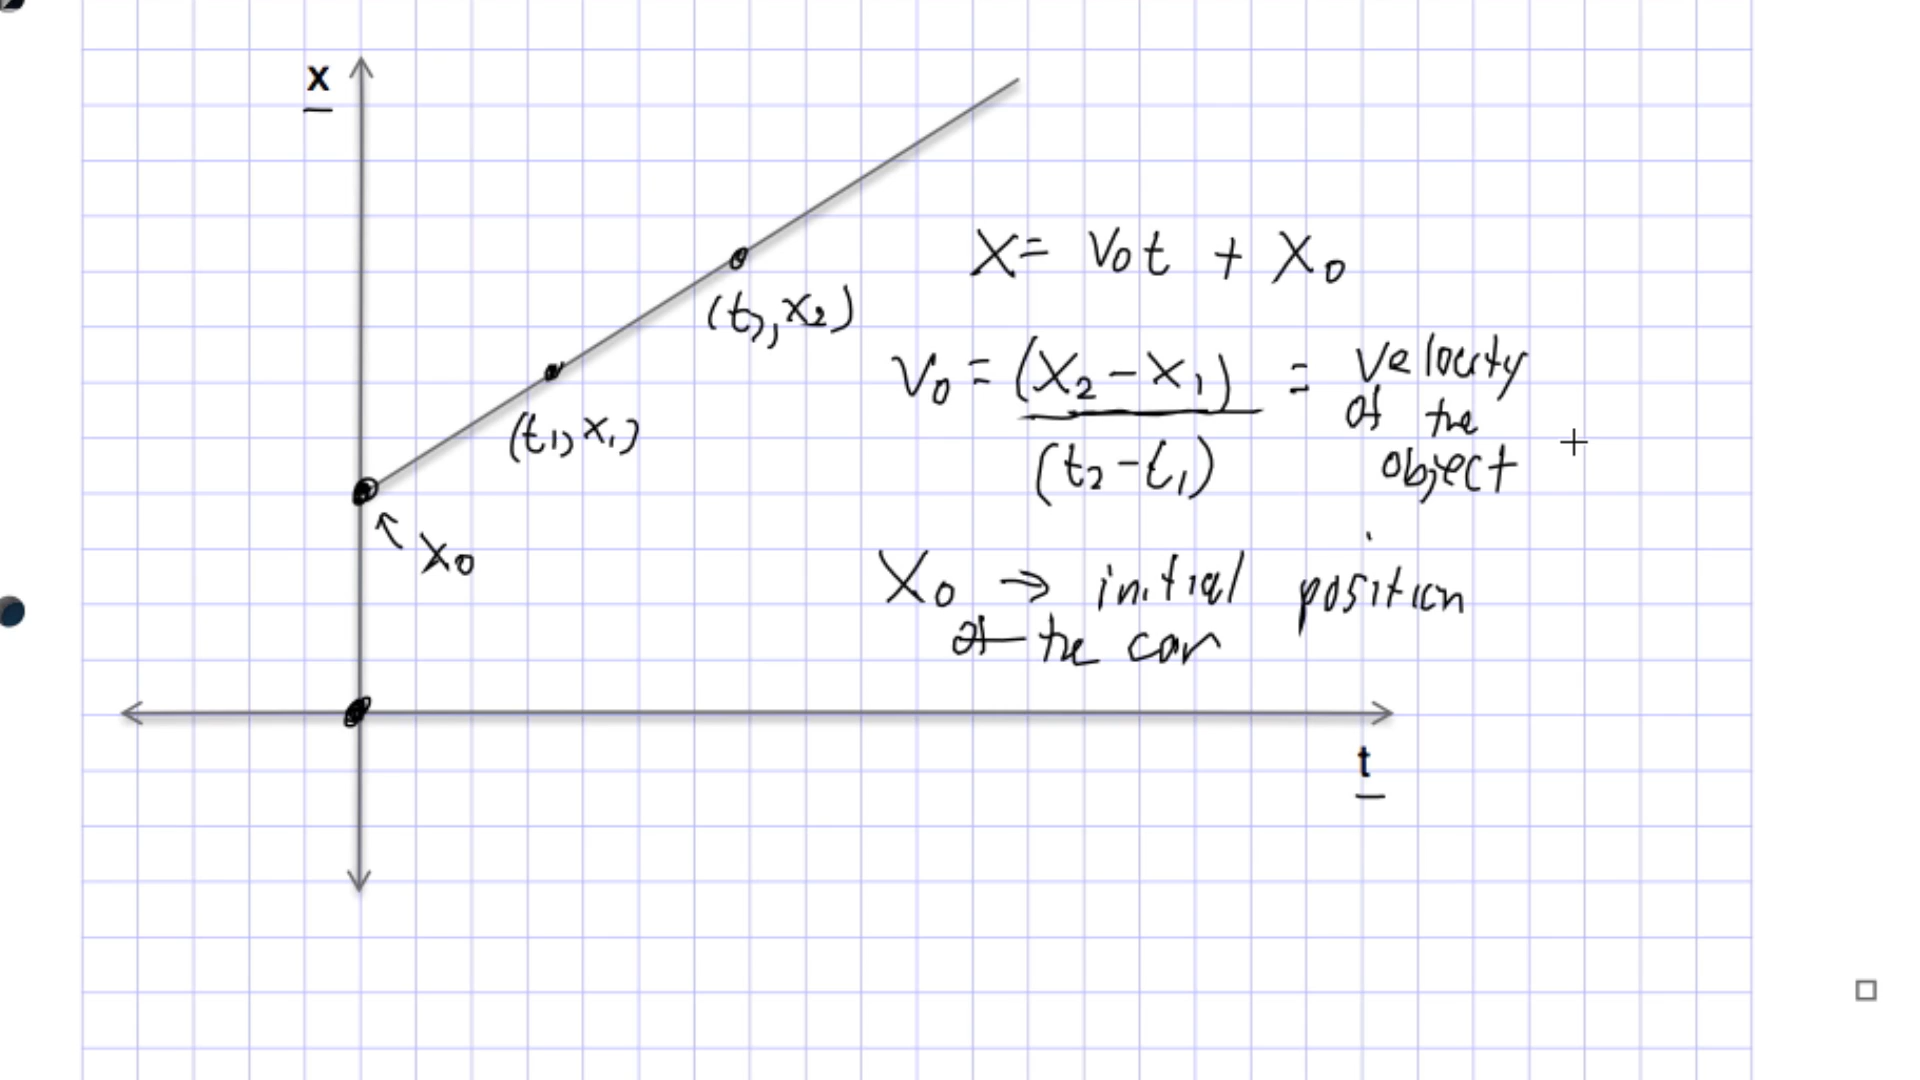 x
X = V₀t + X₀
(t₂, x₂)
V₀ = (X₂ - X₁) / (t₂ - t₁) = velocity of the object
(t₁, x₁)
X₀
X₀ → initial position
of the car
t